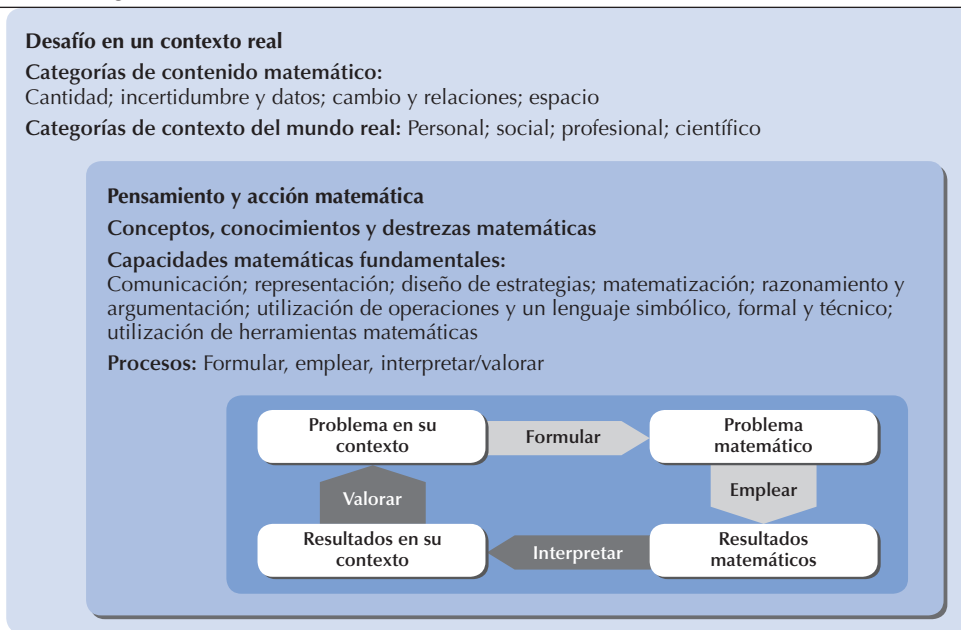 Desafío en un contexto real
Categorías de contenido matemático:
Cantidad; incertidumbre y datos; cambio y relaciones; espacio
Categorías de contexto del mundo real: Personal; social; profesional; científico
Pensamiento y acción matemática
Conceptos, conocimientos y destrezas matemáticas
Capacidades matemáticas fundamentales:
Comunicación; representación; diseño de estrategias; matematización; razonamiento y
argumentación; utilización de operaciones y un lenguaje simbólico, formal y técnico;
utilización de herramientas matemáticas
Procesos: Formular, emplear, interpretar/valorar
Problema en su
contexto
Formular
Problema
matemático
Valorar
Emplear
Resultados en su
contexto
Interpretar
Resultados
matemáticos